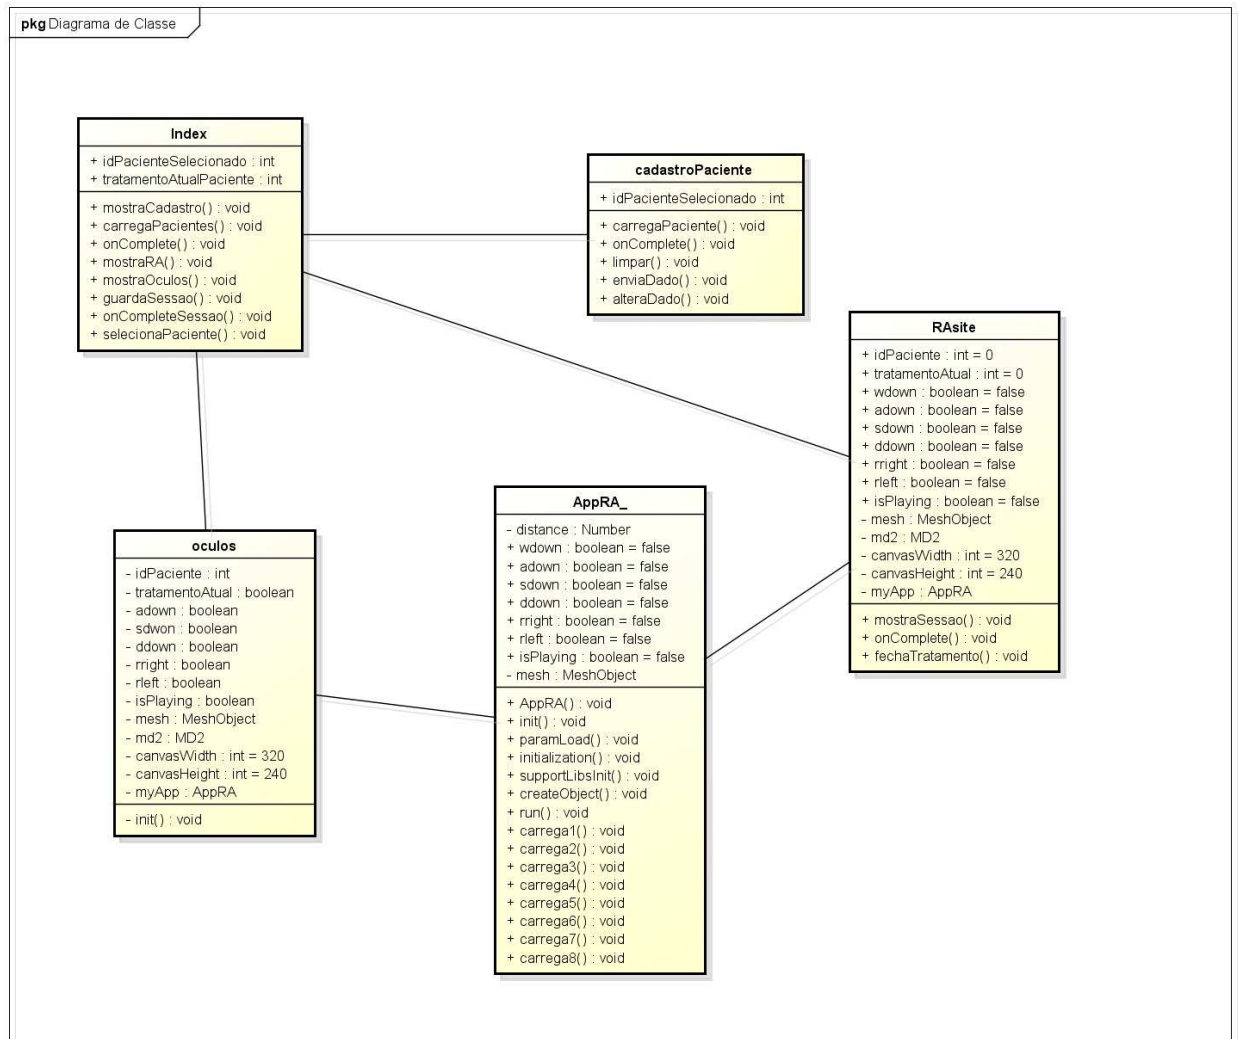 pkg Diagrama de Classe
Index
+ idPacienteSelecionado : int
+ tratamentoAtualPaciente : int
+ mostraCadastro() : void
+ carregaPacientes() : void
+ onComplete() : void
+ mostraRA() : void
+ mostraOculos() : void
+ guardaSessao() : void
+ onCompleteSessao() : void
+ selecionaPaciente() : void
cadastroPaciente
+ idPacienteSelecionado : int
+ carregaPaciente() : void
+ onComplete() : void
+ limpar() : void
+ enviaDado() : void
+ alteraDado() : void
RAsite
+ idPaciente : int = 0
+ tratamentoAtual : int = 0
+ wdown : boolean = false
+ adown : boolean = false
+ sdown : boolean = false
+ ddown : boolean = false
+ rright : boolean = false
+ rleft : boolean = false
+ isPlaying : boolean = false
- mesh : MeshObject
- md2 : MD2
- canvasWidth : int = 320
- canvasHeight : int = 240
- myApp : AppRA
+ mostraSessao() : void
+ onComplete() : void
+ fechaTratamento() : void
AppRA_
- distance : Number
+ wdown : boolean = false
+ adown : boolean = false
+ sdown : boolean = false
+ ddown : boolean = false
+ rright : boolean = false
+ rleft : boolean = false
+ isPlaying : boolean = false
- mesh : MeshObject
+ AppRA() : void
+ init() : void
+ paramLoad() : void
+ initialization() : void
+ supportLibsInit() : void
+ createObject() : void
+ run() : void
+ carrega1() : void
+ carrega2() : void
+ carrega3() : void
+ carrega4() : void
+ carrega5() : void
+ carrega6() : void
+ carrega7() : void
+ carrega8() : void
oculos
- idPaciente : int
- tratamentoAtual : boolean
- adown : boolean
- sdwon : boolean
- ddown : boolean
- rright : boolean
- rleft : boolean
- isPlaying : boolean
- mesh : MeshObject
- md2 : MD2
- canvasWidth : int = 320
- canvasHeight : int = 240
- myApp : AppRA
- init() : void